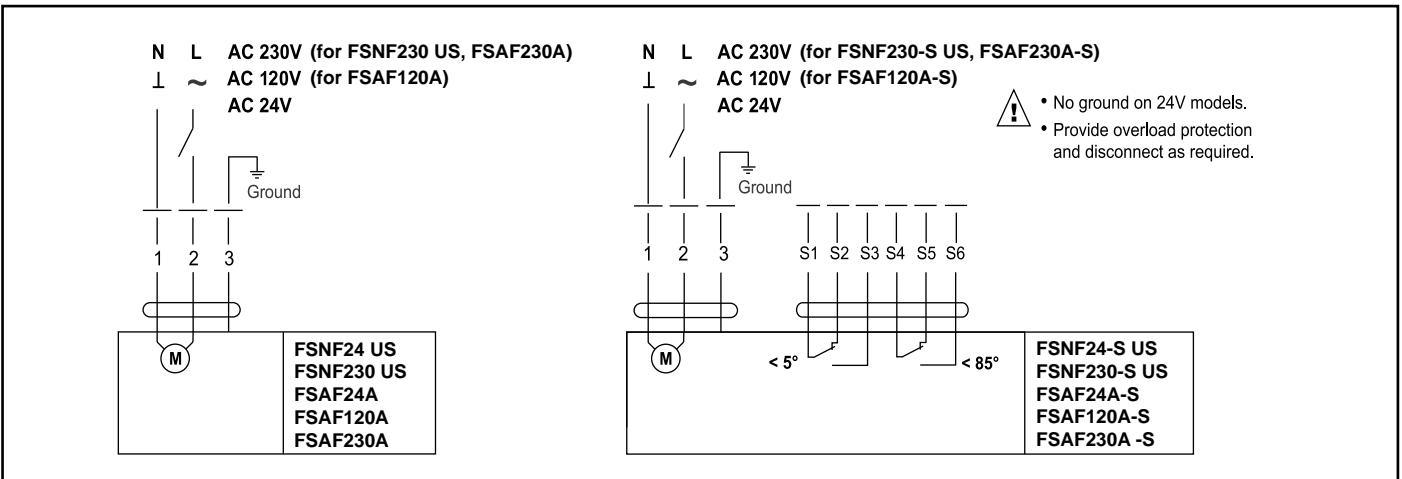 N L AC 230V (for FSNF230 US, FSAF230A)
⊥ ~ AC 120V (for FSAF120A)
AC 24V
Ground
1 2 3
M
FSNF24 US
FSNF230 US
FSAF24A
FSAF120A
FSAF230A
N L AC 230V (for FSNF230-S US, FSAF230A-S)
⊥ ~ AC 120V (for FSAF120A-S)
AC 24V
! • No ground on 24V models.
• Provide overload protection
and disconnect as required.
Ground
1 2 3 S1 S2 S3 S4 S5 S6
M < 5° < 85°
FSNF24-S US
FSNF230-S US
FSAF24A-S
FSAF120A-S
FSAF230A -S